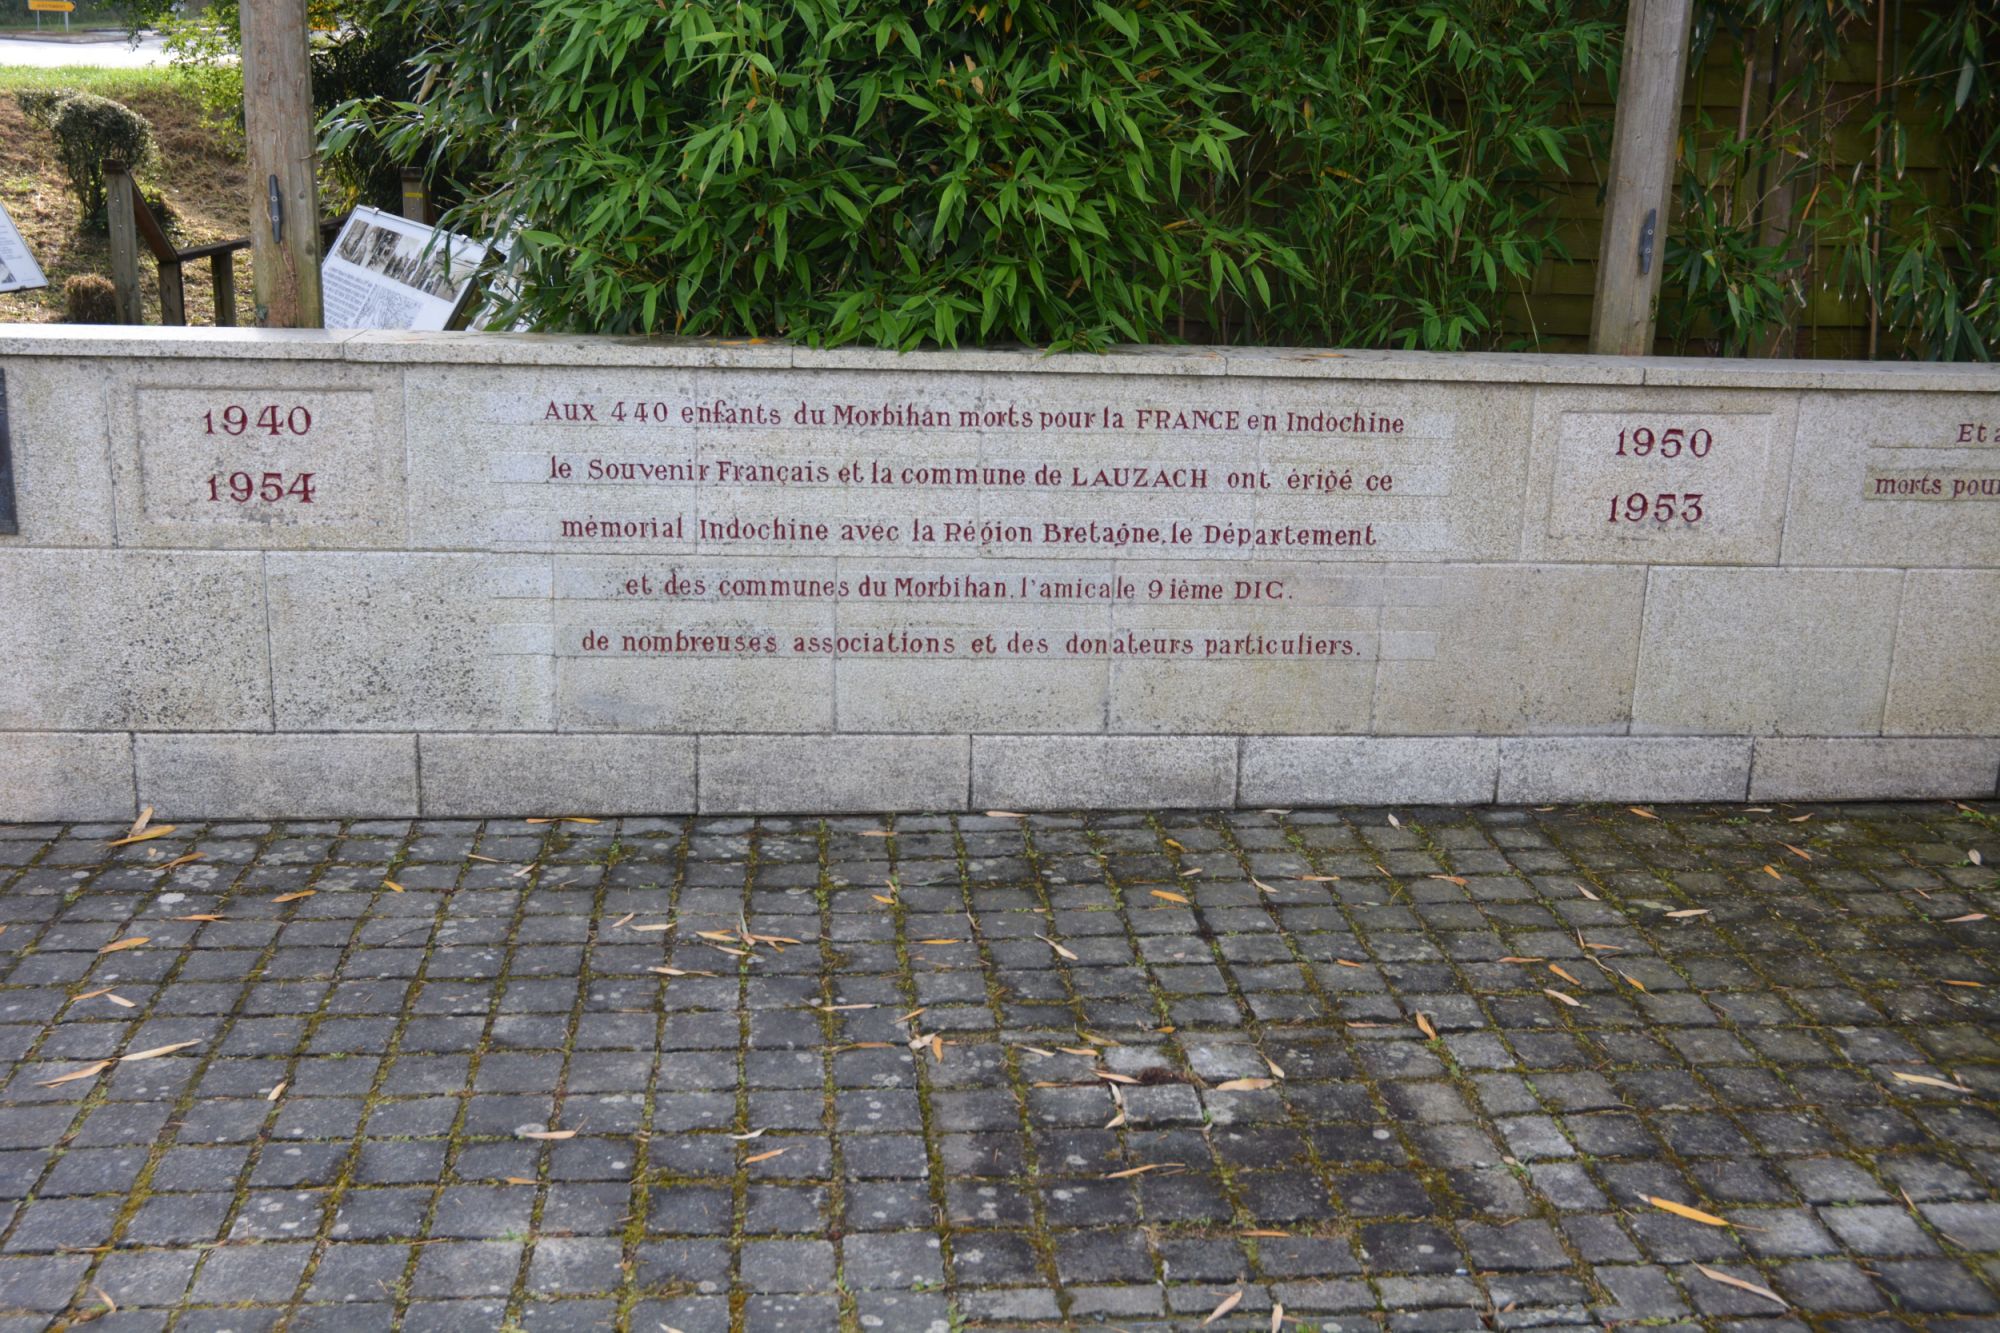 1940
1954
Aux 440 enfants du Morbihan morts pour la FRANCE en Indochine
le Souvenir Français et la commune de LAUZACH ont érigé ce
mémorial Indochine avec la Région Bretagne, le Département
et des communes du Morbihan, l'amicale 9 ième DIC.
de nombreuses associations et des donateurs particuliers.
1950
1953
Et
morts pour